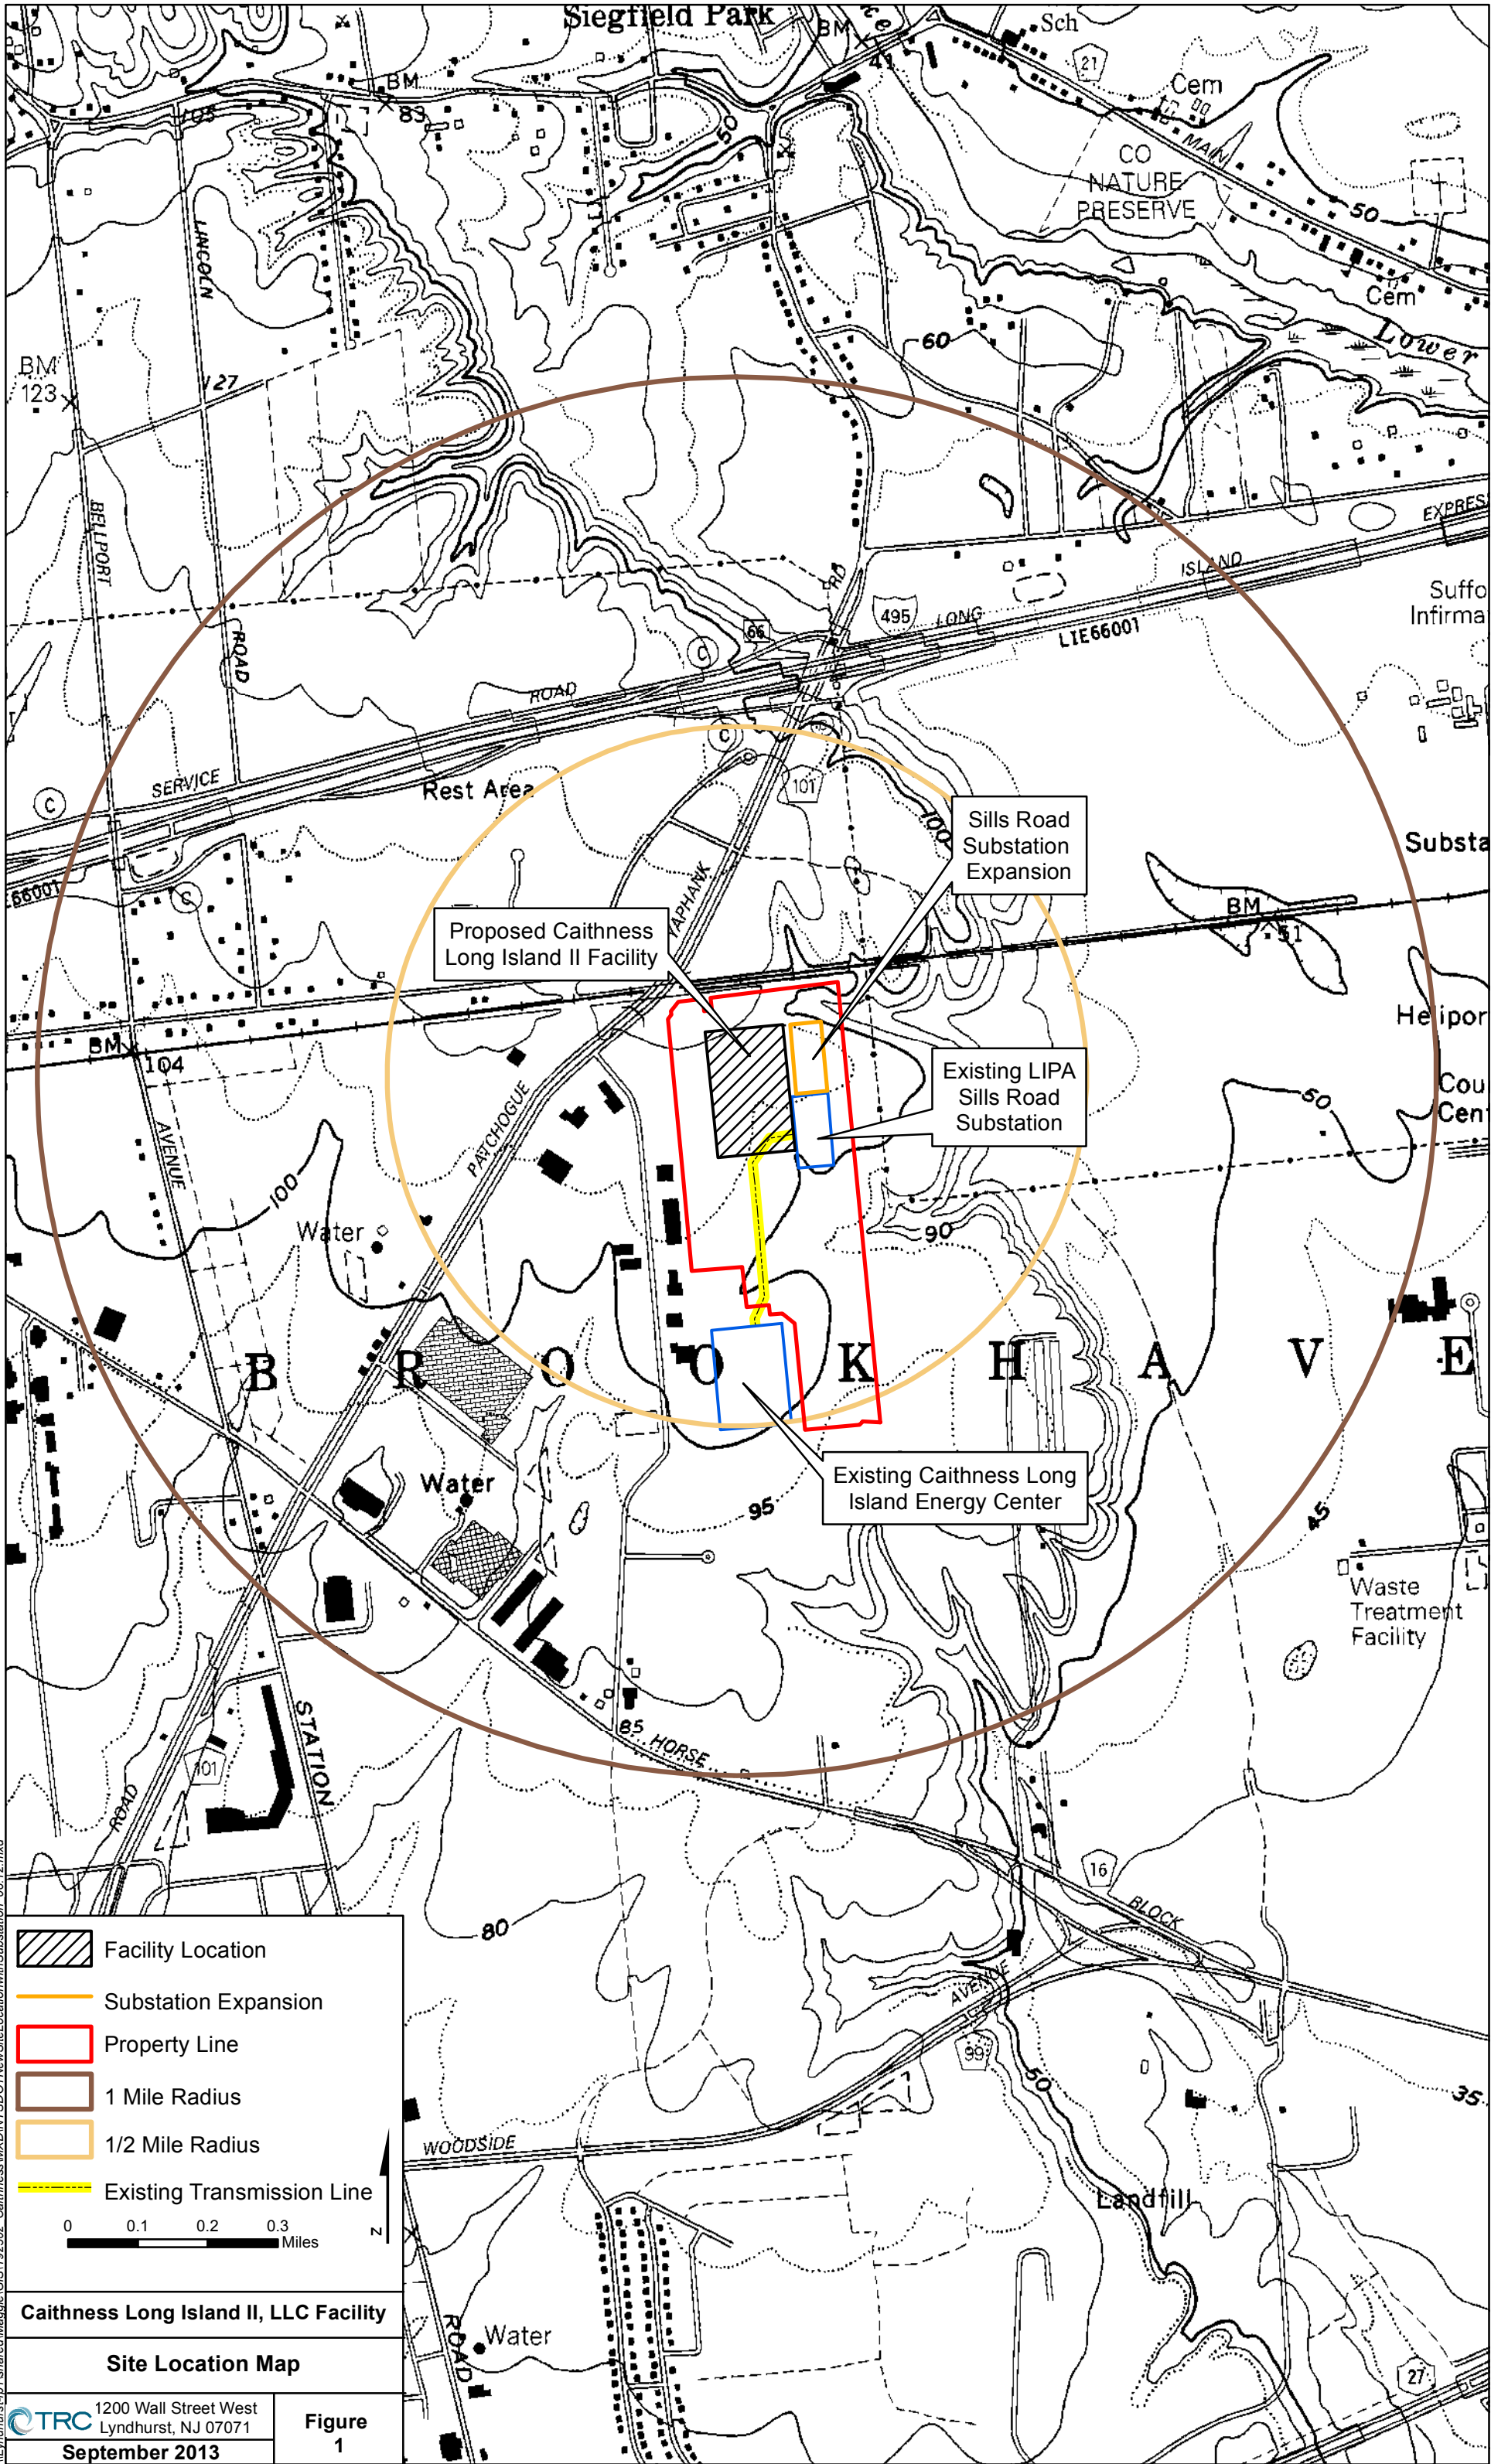 Siegfield Park
BM
41
Sch
21
Cem
BM
83
105
50
MAIN
CO
NATURE
PRESERVE
50
LINCOLN
Cem
Lower
60
BM
123
127
BELLPORT
EXPRES
ISLAND
Suffo
Infirma
RD
495
LONG
LIE66001
ROAD
66
C
ROAD
C
SERVICE
Rest Area
101
C
100
Sills Road
Substation
Expansion
Substa
66001
C
YAPHANK
BM
51
Proposed Caithness
Long Island II Facility
Helipor
BM
104
Existing LIPA
Sills Road
Substation
Cou
Cen
50
PATCHOGUE
AVENUE
100
Water
90
B R O O K H A V E
Water
Existing Caithness Long
Island Energy Center
95
45
Waste
Treatment
Facility
STATION
85
HORSE
101
ROAD
16
BLOCK
80
AVENUE
99
50
35
WOODSIDE
Landfill
ROAD
Water
27
Facility Location
Substation Expansion
Property Line
1 Mile Radius
1/2 Mile Radius
Existing Transmission Line
0 0.1 0.2 0.3
Miles
N
Caithness Long Island II, LLC Facility
Site Location Map
TRC
1200 Wall Street West
Lyndhurst, NJ 07071
September 2013
Figure
1